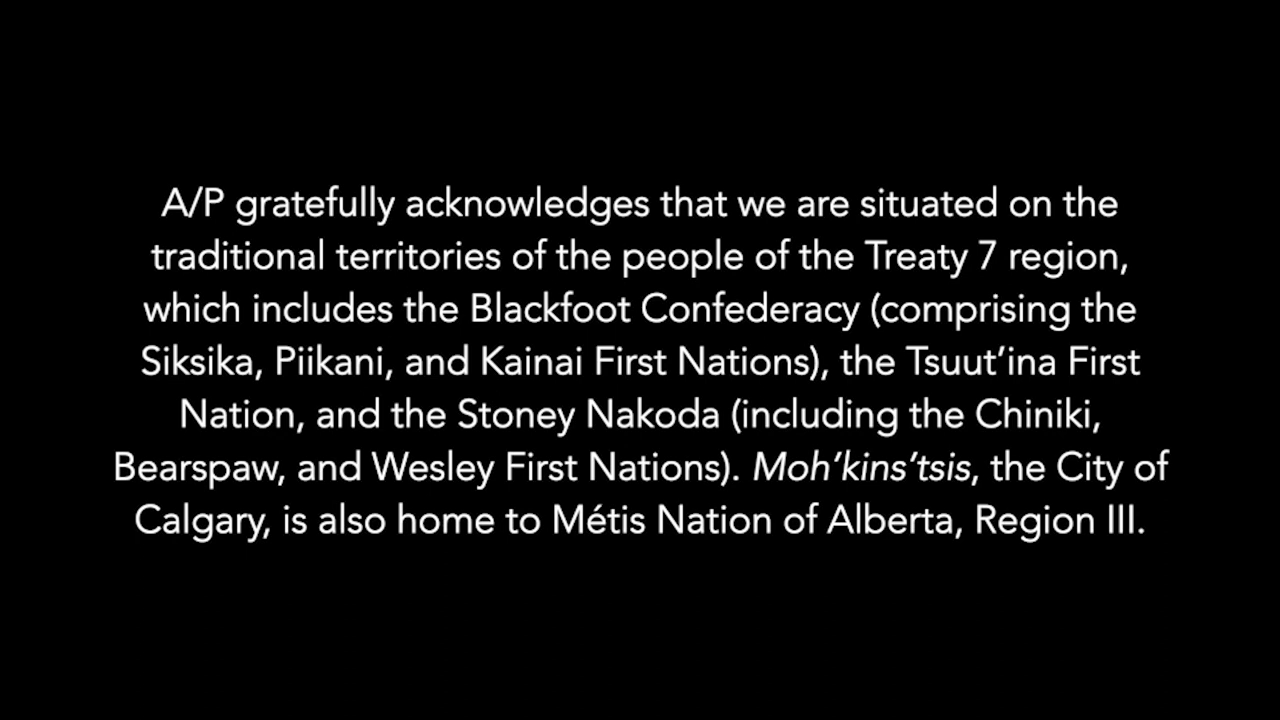 A/P gratefully acknowledges that we are situated on the
traditional territories of the people of the Treaty 7 region,
which includes the Blackfoot Confederacy (comprising the
Siksika, Piikani, and Kainai First Nations), the Tsuut’ina First
Nation, and the Stoney Nakoda (including the Chiniki,
Bearspaw, and Wesley First Nations). Moh’kins’tsis, the City of
Calgary, is also home to Métis Nation of Alberta, Region III.